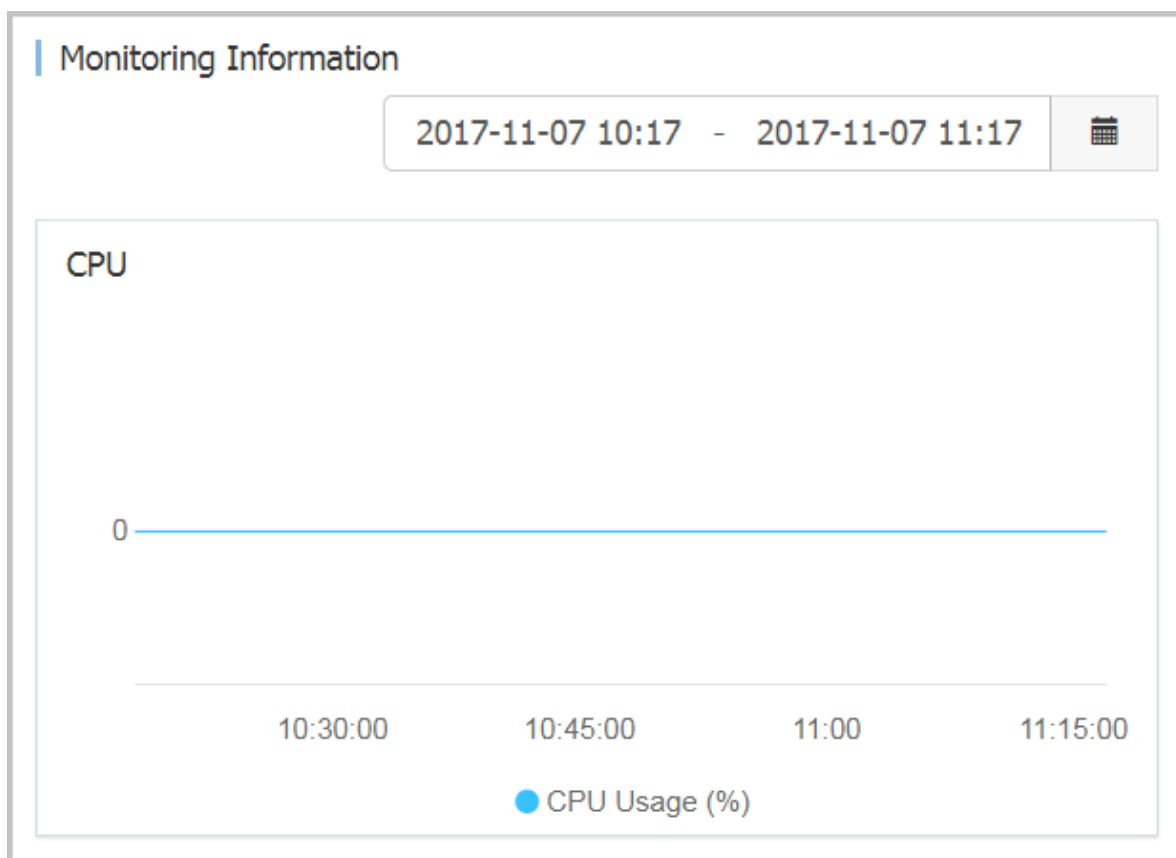 Monitoring Information
2017-11-07 10:17 - 2017-11-07 11:17
CPU
0
10:30:00 10:45:00 11:00 11:15:00
CPU Usage (%)